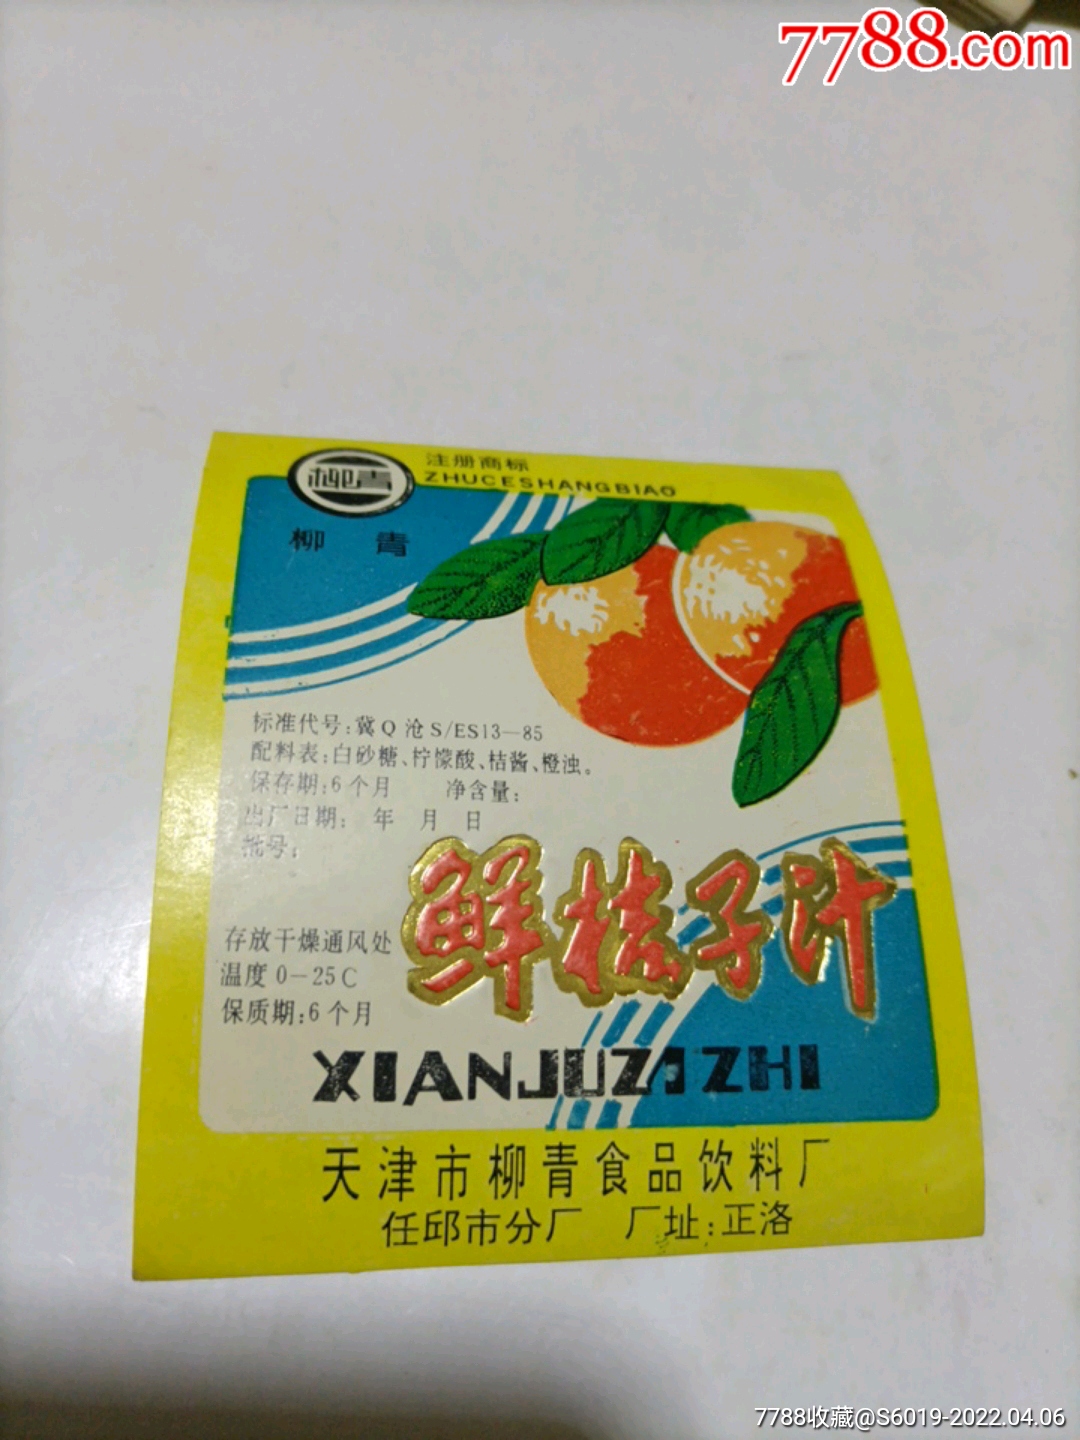 7788.com
柳青
注册商标
ZHUCESHANGBIAO
柳 青
标准代号:冀Q沧S/ES13—85
配料表:白砂糖、柠檬酸、桔酱、橙浊。
保存期:6个月 净含量:
出厂日期: 年 月 日
批号:
鲜桔子汁
存放干燥通风处
温度0—25C
保质期:6个月
XIANJUZIZHI
天津市柳青食品饮料厂
任邱市分厂 厂址:正洛
7788收藏@S6019-2022.04.06